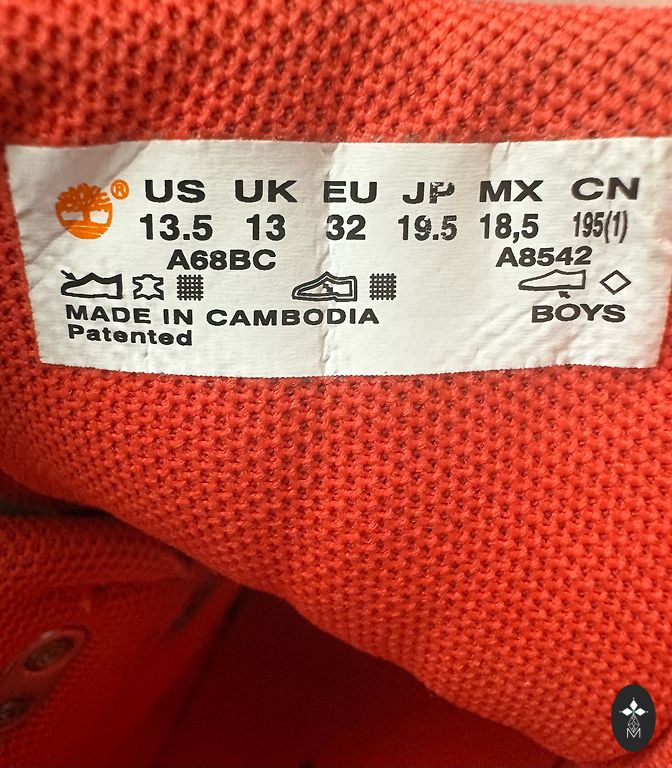 ® US UK EU JP MX CN
13.5 13 32 19.5 18,5 195(1)
A68BC A8542
MADE IN CAMBODIA BOYS
Patented
M